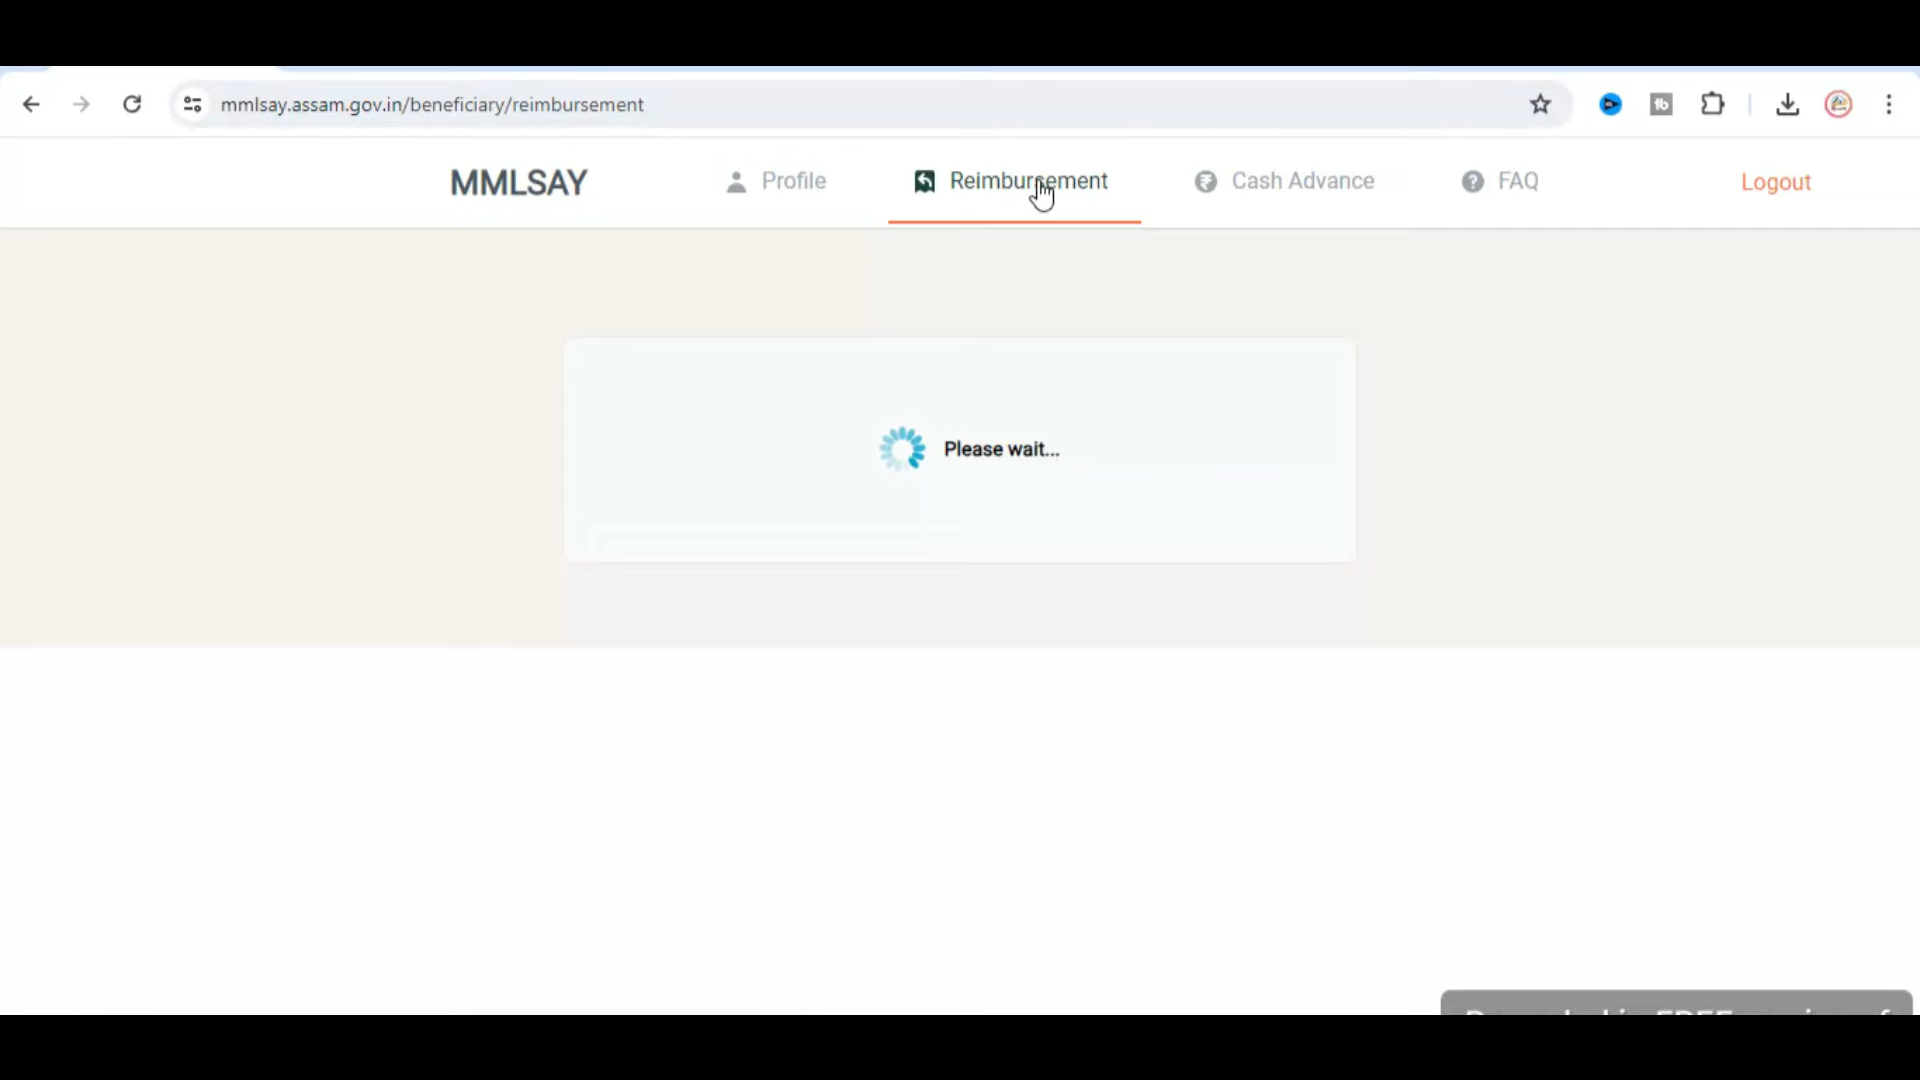 mmlsay.assam.gov.in/beneficiary/reimbursement
MMLSAY
Profile
Reimbursement
Cash Advance
FAQ
Logout
Please wait...